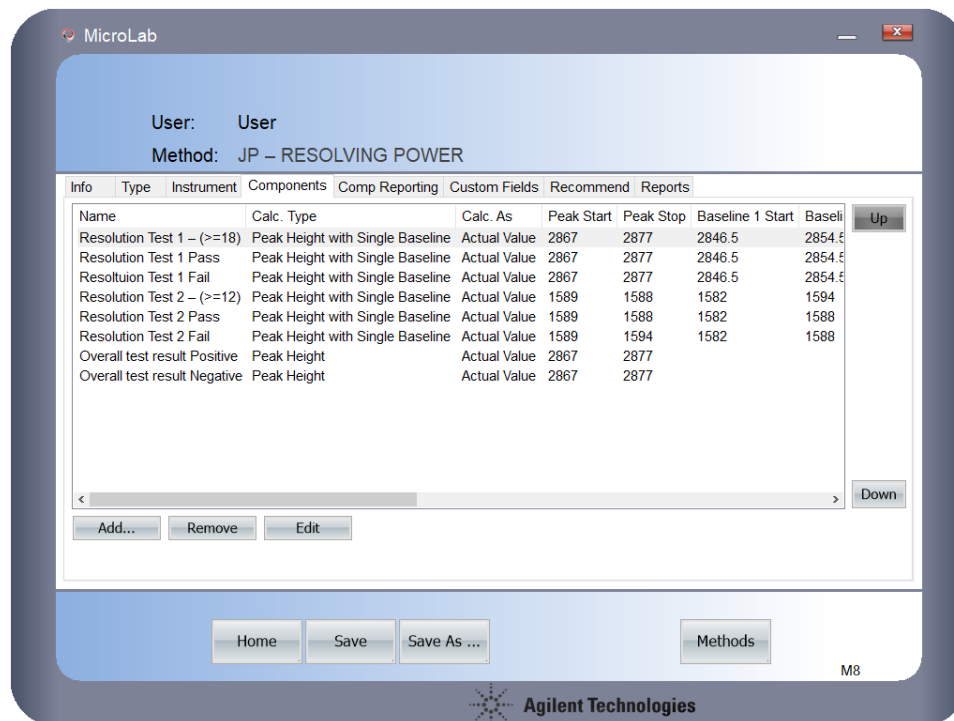 MicroLab
User: User
Method: JP – RESOLVING POWER
Info Type Instrument Components Comp Reporting Custom Fields Recommend Reports
Name Calc. Type Calc. As Peak Start Peak Stop Baseline 1 Start Baseli Up
Resolution Test 1 – (>=18) Peak Height with Single Baseline Actual Value 2867 2877 2846.5 2854.5
Resolution Test 1 Pass Peak Height with Single Baseline Actual Value 2867 2877 2846.5 2854.5
Resoltuion Test 1 Fail Peak Height with Single Baseline Actual Value 2867 2877 2846.5 2854.5
Resolution Test 2 – (>=12) Peak Height with Single Baseline Actual Value 1589 1588 1582 1594
Resolution Test 2 Pass Peak Height with Single Baseline Actual Value 1589 1588 1582 1588
Resolution Test 2 Fail Peak Height with Single Baseline Actual Value 1589 1594 1582 1588
Overall test result Positive Peak Height Actual Value 2867 2877
Overall test result Negative Peak Height Actual Value 2867 2877
Down
Add... Remove Edit
Home Save Save As ... Methods
M8
Agilent Technologies